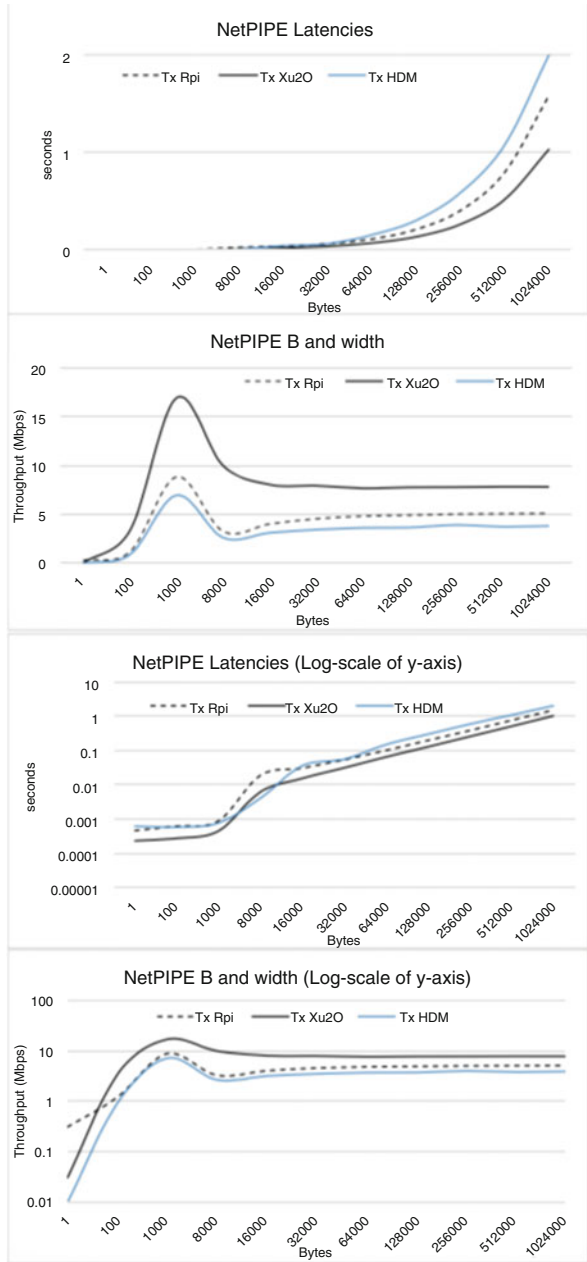 NetPIPE Latencies
2
Tx Rpi Tx Xu2O Tx HDM
seconds
1
0
1 100 1000 8000 16000 32000 64000 128000 256000 512000 1024000
Bytes
NetPIPE B and width
20
Tx Rpi Tx Xu2O Tx HDM
15
Throughput (Mbps)
10
5
0
1 100 1000 8000 16000 32000 64000 128000 256000 512000 1024000
Bytes
NetPIPE Latencies (Log-scale of y-axis)
10
Tx Rpi Tx Xu2O Tx HDM
1
0.1
seconds
0.01
0.001
0.0001
0.00001
1 100 1000 8000 16000 32000 64000 128000 256000 512000 1024000
Bytes
NetPIPE B and width (Log-scale of y-axis)
100
Tx Rpi Tx Xu2O Tx HDM
10
Throughput (Mbps)
1
0.1
0.01
1 100 1000 8000 16000 32000 64000 128000 256000 512000 1024000
Bytes